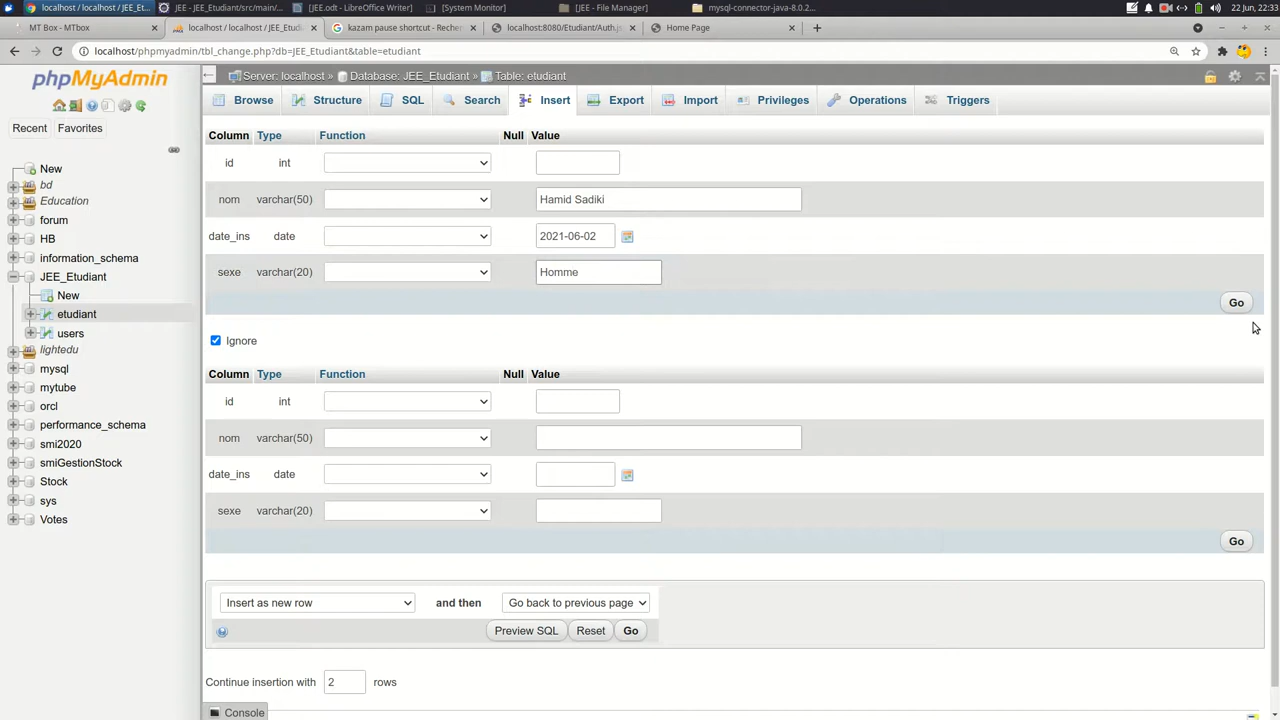 localhost / localhost / JEE_Et...
JEE - JEE_Etudiant/src/main/...
[JEE.odt - LibreOffice Writer]
[System Monitor]
[JEE - File Manager]
mysql-connector-java-8.0.2...
22 Jun, 22:33
MT Box - MTbox
localhost / localhost / JEE_Et
kazam pause shortcut - Recher
localhost:8080/Etudiant/Auth.js
Home Page
localhost/phpmyadmin/tbl_change.php?db=JEE_Etudiant&table=etudiant
phpMyAdmin
Server: localhost » Database: JEE_Etudiant » Table: etudiant
Browse Structure SQL Search Insert Export Import Privileges Operations Triggers
Recent Favorites
New
bd
Education
forum
HB
information_schema
JEE_Etudiant
New
etudiant
users
lightedu
mysql
mytube
orcl
performance_schema
smi2020
smiGestionStock
Stock
sys
Votes
Column Type Function Null Value
id int
nom varchar(50) Hamid Sadiki
date_ins date 2021-06-02
sexe varchar(20) Homme
Go
Ignore
Column Type Function Null Value
id int
nom varchar(50)
date_ins date
sexe varchar(20)
Go
Insert as new row and then Go back to previous page
Preview SQL Reset Go
Continue insertion with 2 rows
Console